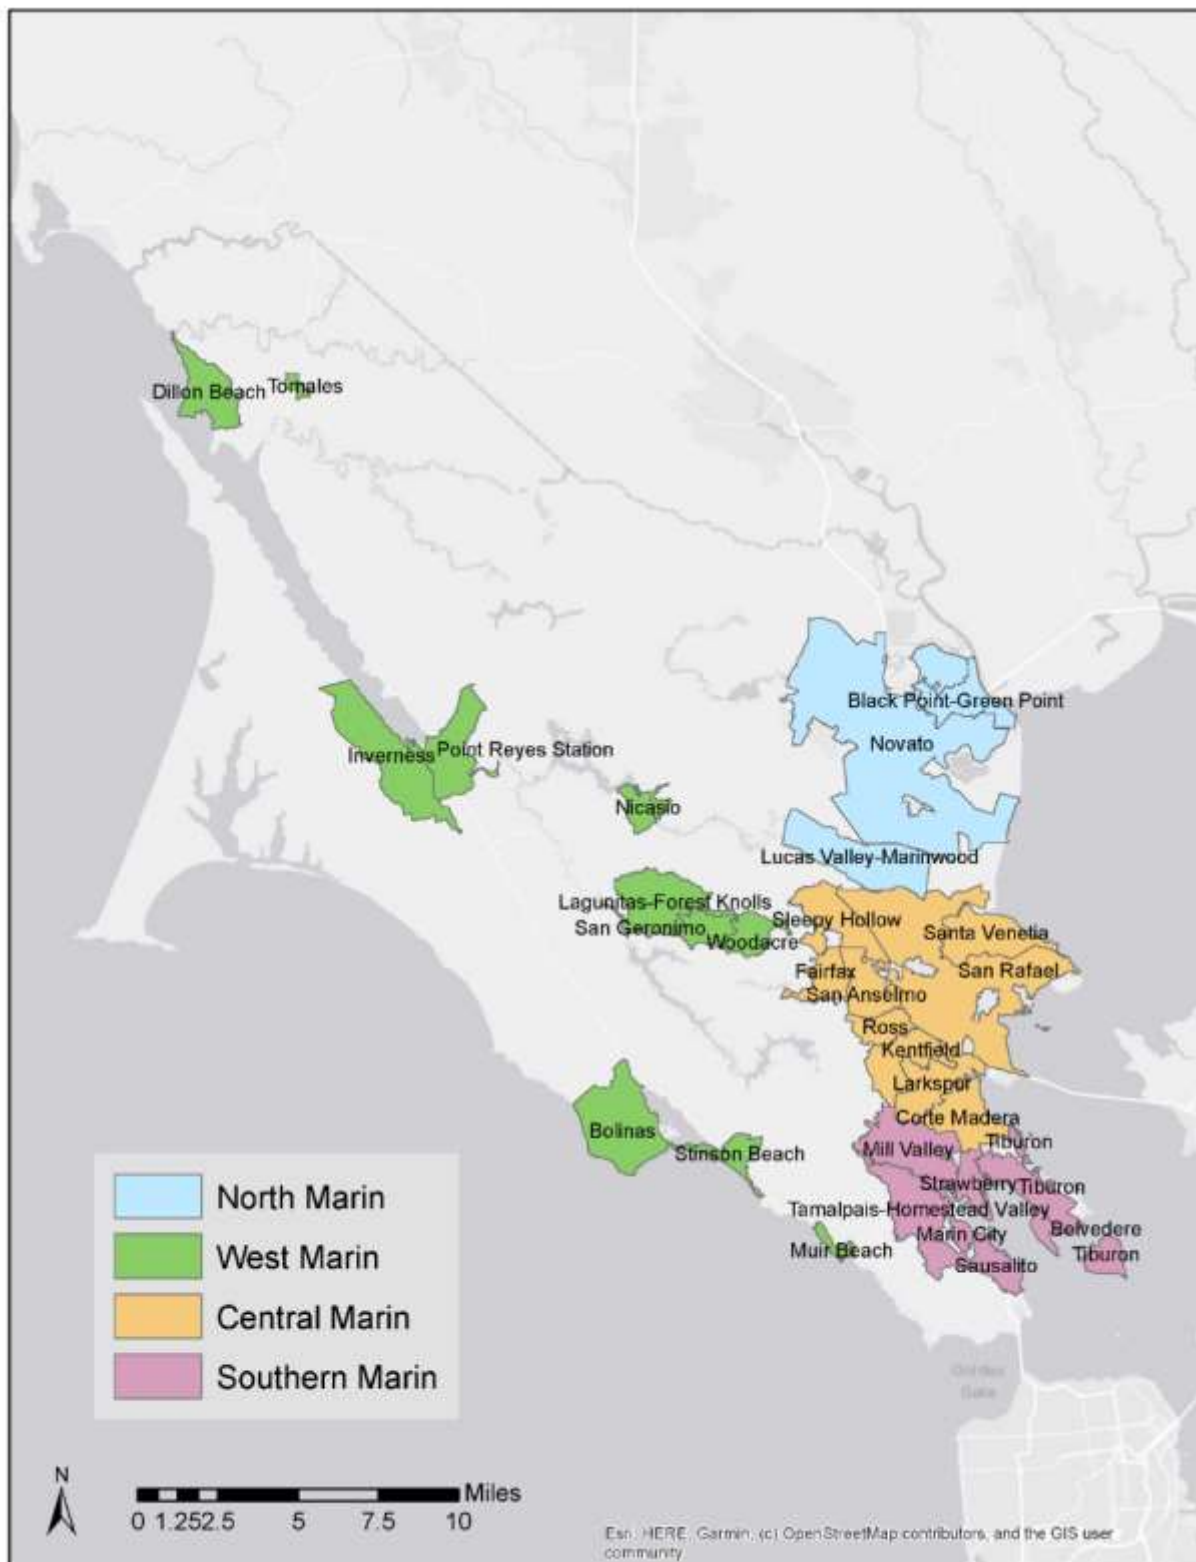 Dillon Beach
Tomales
Black Point-Green Point
Novato
Inverness
Point Reyes Station
Nicasio
Lucas Valley-Marinwood
Lagunitas-Forest Knolls
San Geronimo
Woodacre
Sleepy Hollow
Santa Venetia
Fairfax
San Rafael
San Anselmo
Ross
Kentfield
Larkspur
Corte Madera
Bolinas
Stinson Beach
Mill Valley
Tiburon
Strawberry
Tiburon
Tamalpais-Homestead Valley
Marin City
Belvedere
Muir Beach
Sausalito
Tiburon
North Marin
West Marin
Central Marin
Southern Marin
Golden
Gate
N
Miles
0 1.25 2.5 5 7.5 10
Esri, HERE, Garmin, (c) OpenStreetMap contributors, and the GIS user
community